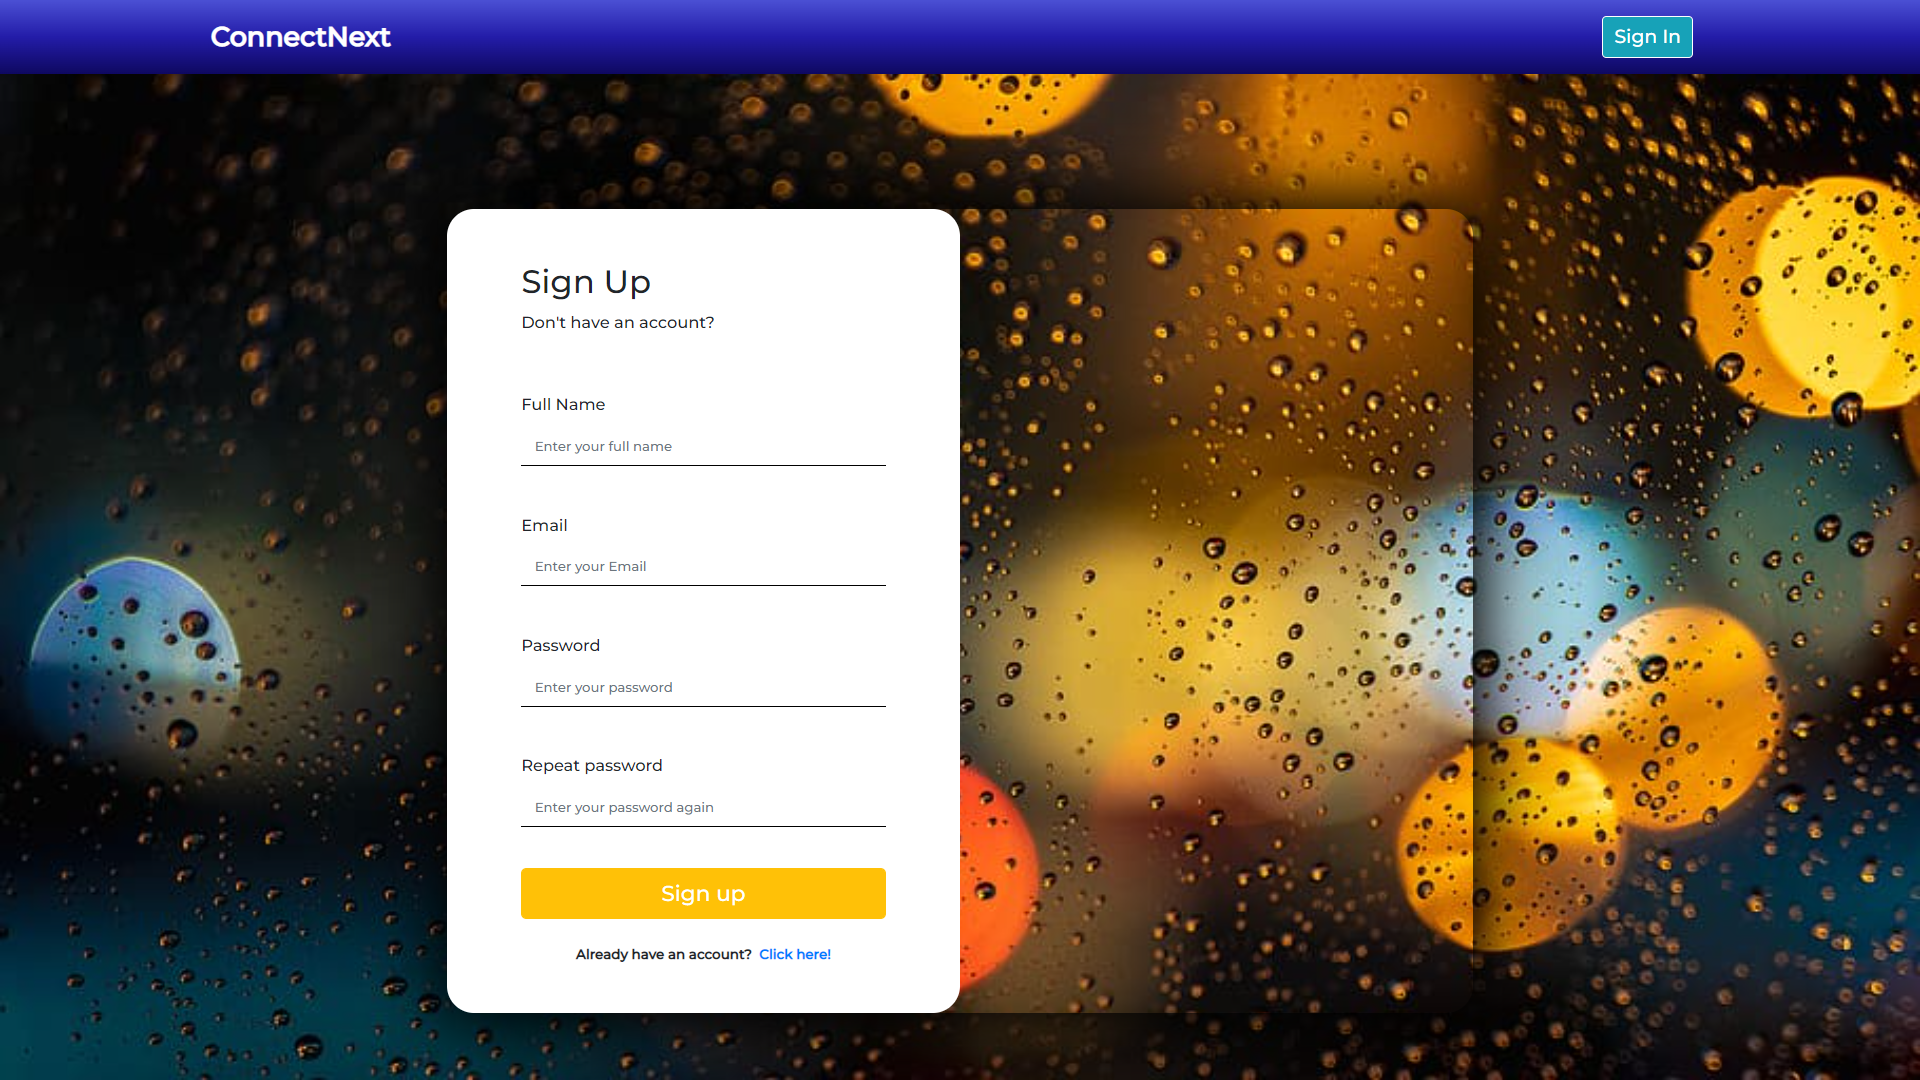 ConnectNext
Sign In
Sign Up
Don't have an account?
Full Name
Enter your full name
Email
Enter your Email
Password
Enter your password
Repeat password
Enter your password again
Sign up
Already have an account? Click here!